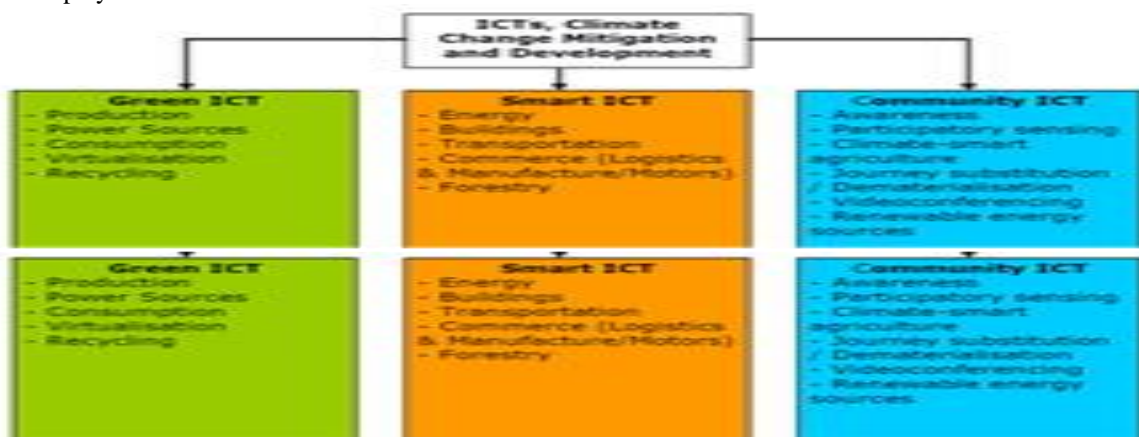 ICTs, Climate
Change Mitigation
and Development
Green ICT
- Production
- Power Sources
- Consumption
- Virtualisation
- Recycling
Smart ICT
- Energy
- Buildings
- Transportation
- Commerce (Logistics
& Manufacture/Motors)
- Forestry
Community ICT
- Awareness
- Participatory sensing
- Climate-smart
agriculture
- Journey substitution
/ Dematerialisation
- Videoconferencing
- Renewable energy
sources
Green ICT
- Production
- Power Sources
- Consumption
- Virtualisation
- Recycling
Smart ICT
- Energy
- Buildings
- Transportation
- Commerce (Logistics
& Manufacture/Motors)
- Forestry
Community ICT
- Awareness
- Participatory sensing
- Climate-smart
agriculture
- Journey substitution
/ Dematerialisation
- Videoconferencing
- Renewable energy
sources